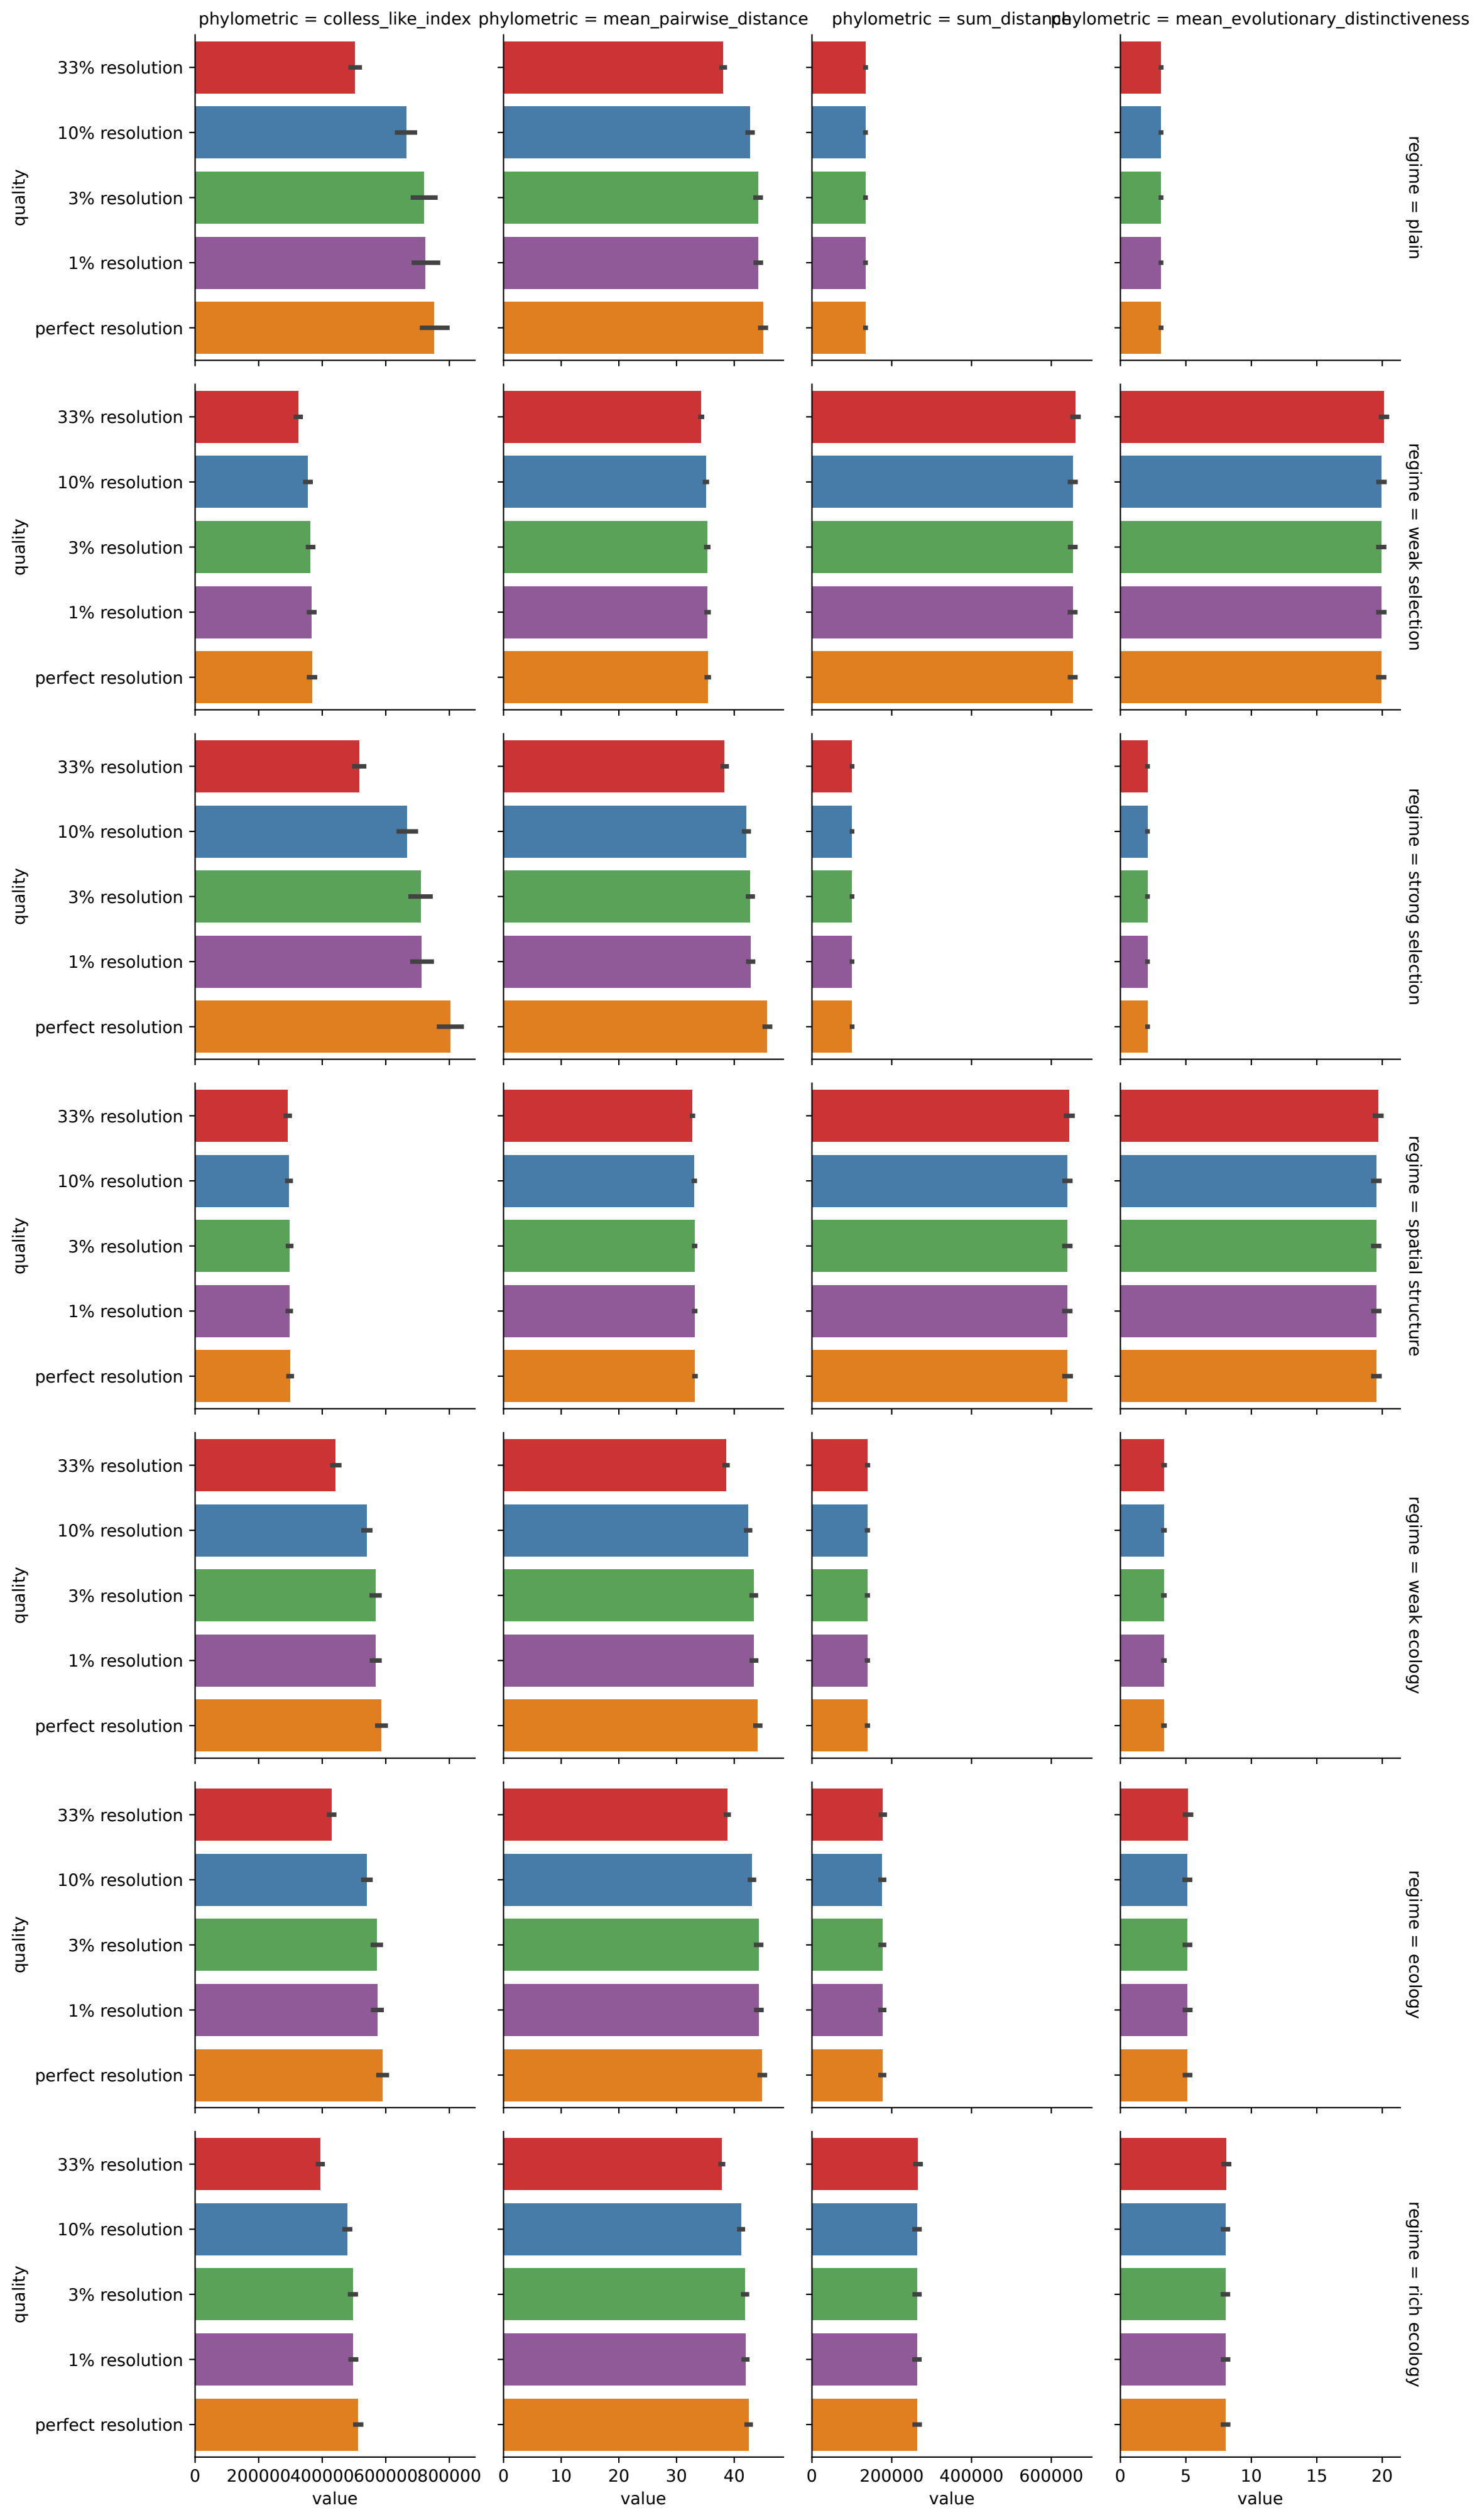 phylometric = colless_like_index
phylometric = mean_pairwise_distance
phylometric = sum_distance
phylometric = mean_evolutionary_distinctiveness
33% resolution
10% resolution
3% resolution
1% resolution
perfect resolution
quality
regime = plain
33% resolution
10% resolution
3% resolution
1% resolution
perfect resolution
quality
regime = weak selection
33% resolution
10% resolution
3% resolution
1% resolution
perfect resolution
quality
regime = strong selection
33% resolution
10% resolution
3% resolution
1% resolution
perfect resolution
quality
regime = spatial structure
33% resolution
10% resolution
3% resolution
1% resolution
perfect resolution
quality
regime = weak ecology
33% resolution
10% resolution
3% resolution
1% resolution
perfect resolution
quality
regime = ecology
33% resolution
10% resolution
3% resolution
1% resolution
perfect resolution
quality
regime = rich ecology
0 200000 400000 600000 800000
0 10 20 30 40
0 200000 400000 600000
0 5 10 15 20
value
value
value
value